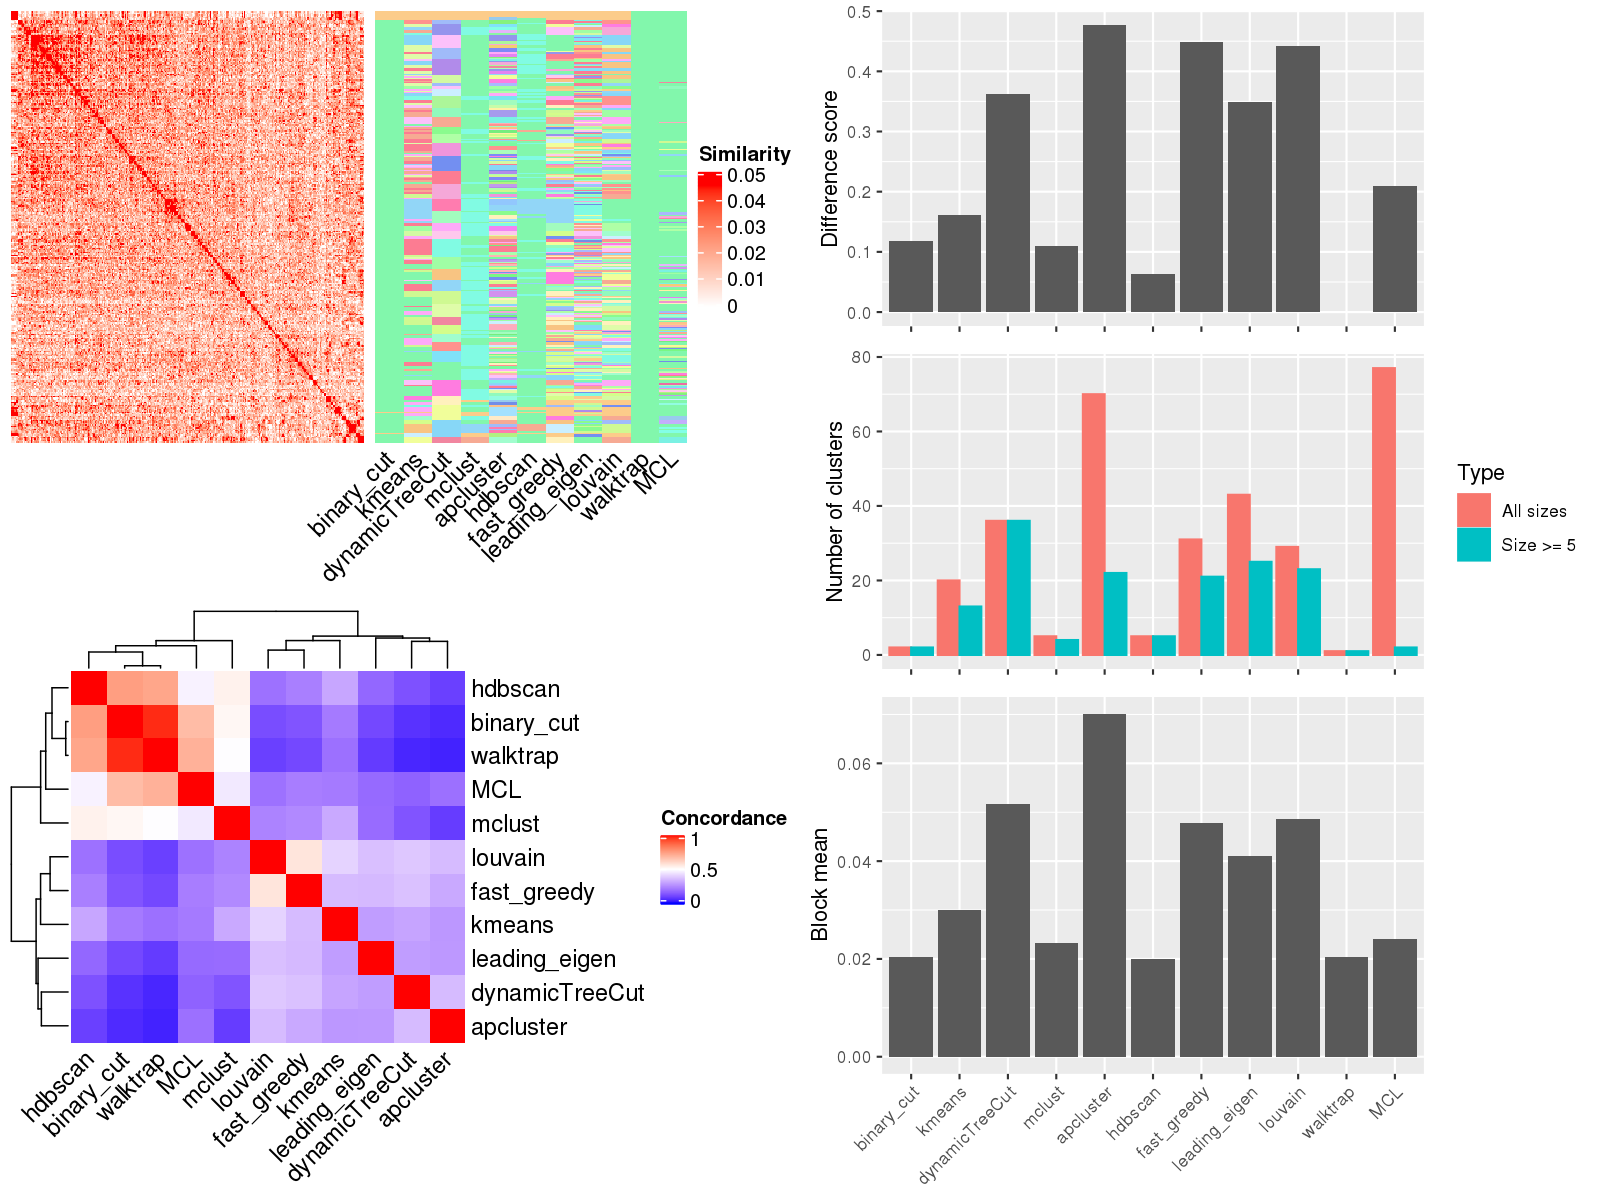 Similarity
0.05
0.04
0.03
0.02
0.01
0
binary_cut
kmeans
dynamicTreeCut
mclust
apcluster
hdbscan
fast_greedy
leading_eigen
louvain
walktrap
MCL
hdbscan
binary_cut
walktrap
MCL
mclust
louvain
fast_greedy
kmeans
leading_eigen
dynamicTreeCut
apcluster
hdbscan
binary_cut
walktrap
MCL
mclust
louvain
fast_greedy
kmeans
leading_eigen
dynamicTreeCut
apcluster
Concordance
1
0.5
0
Difference score
0.5
0.4
0.3
0.2
0.1
0.0
Number of clusters
80
60
40
20
0
Type
All sizes
Size >= 5
Block mean
0.06
0.04
0.02
0.00
binary_cut
kmeans
dynamicTreeCut
mclust
apcluster
hdbscan
fast_greedy
leading_eigen
louvain
walktrap
MCL